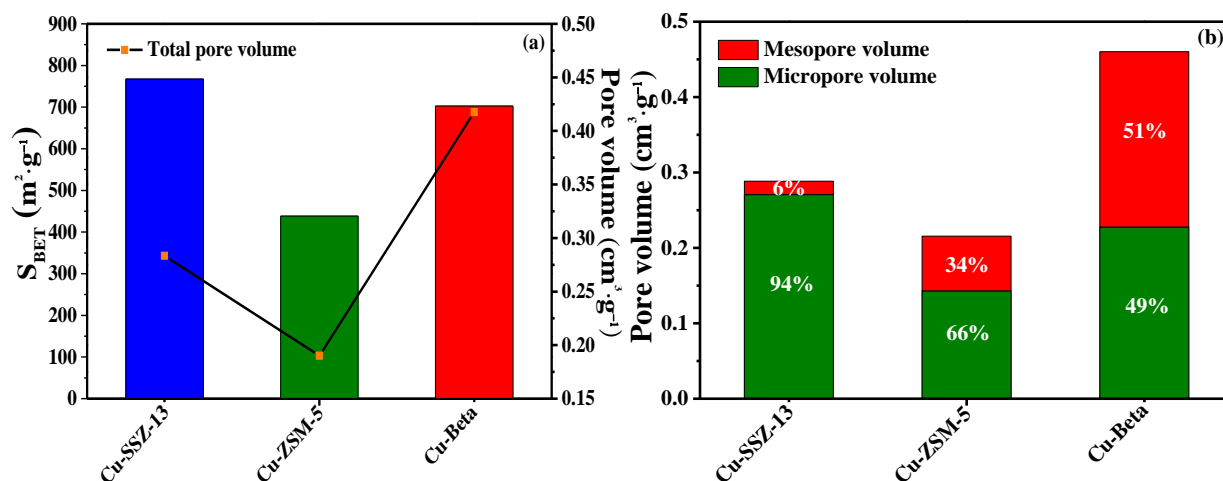 (a)
Total pore volume
900
800
700
600
500
400
300
200
100
0
S_BET (m²·g⁻¹)
0.50
0.45
0.40
0.35
0.30
0.25
0.20
0.15
Pore volume (cm³·g⁻¹)
Cu-SSZ-13
Cu-ZSM-5
Cu-Beta
(b)
Mesopore volume
Micropore volume
0.5
0.4
0.3
0.2
0.1
0.0
Pore volume (cm³·g⁻¹)
6%
94%
34%
66%
51%
49%
Cu-SSZ-13
Cu-ZSM-5
Cu-Beta